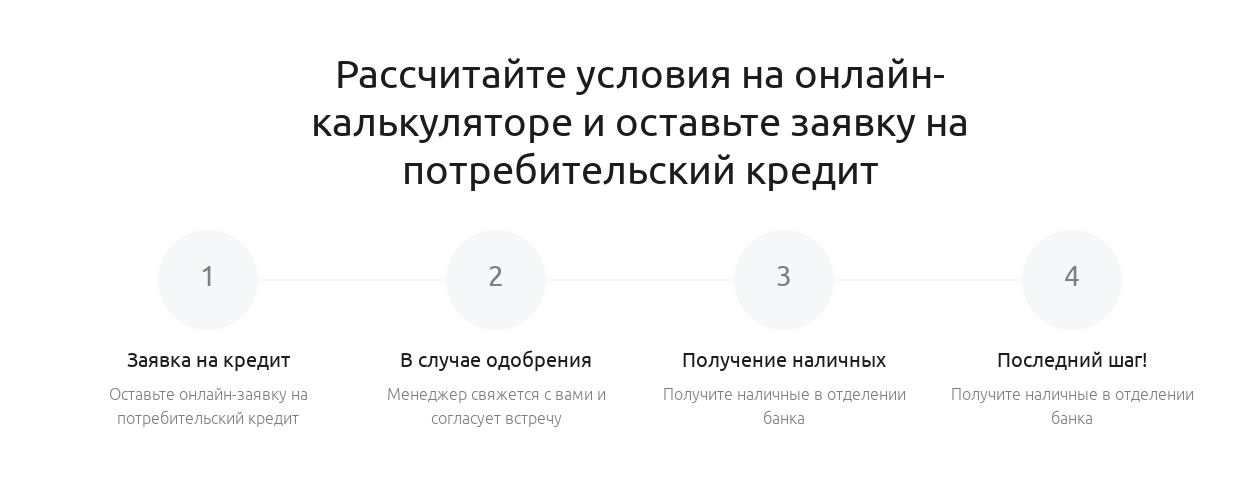 Рассчитайте условия на онлайн-
калькуляторе и оставьте заявку на
потребительский кредит
1
2
3
4
Заявка на кредит
В случае одобрения
Получение наличных
Последний шаг!
Оставьте онлайн-заявку на
потребительский кредит
Менеджер свяжется с вами и
согласует встречу
Получите наличные в отделении
банка
Получите наличные в отделении
банка